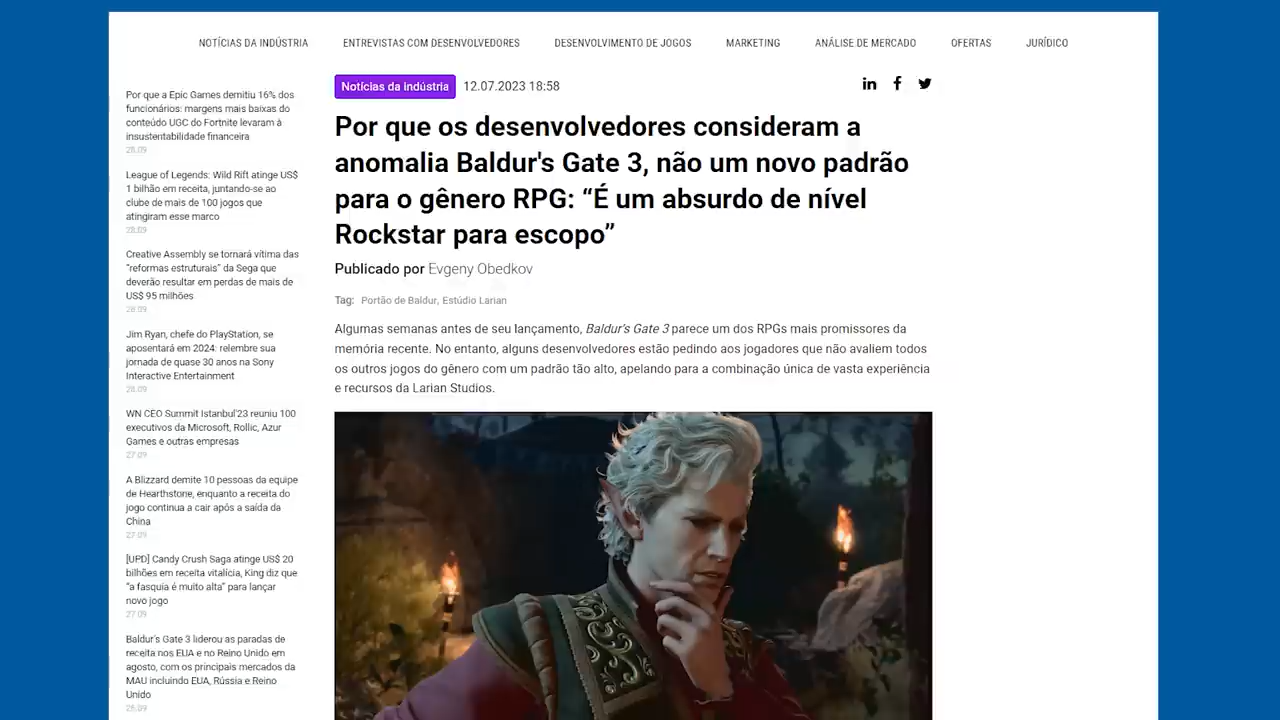 NOTÍCIAS DA INDÚSTRIA
ENTREVISTAS COM DESENVOLVEDORES
DESENVOLVIMENTO DE JOGOS
MARKETING
ANÁLISE DE MERCADO
OFERTAS
JURÍDICO
Por que a Epic Games demitiu 16% dos
funcionários: margens mais baixas do
conteúdo UGC do Fortnite levaram à
insustentabilidade financeira
28.09
League of Legends: Wild Rift atinge US$
1 bilhão em receita, juntando-se ao
clube de mais de 100 jogos que
atingiram esse marco
28.09
Creative Assembly se tornará vítima das
“reformas estruturais” da Sega que
deverão resultar em perdas de mais de
US$ 95 milhões
28.09
Jim Ryan, chefe do PlayStation, se
aposentará em 2024: relembre sua
jornada de quase 30 anos na Sony
Interactive Entertainment
28.09
WN CEO Summit Istanbul'23 reuniu 100
executivos da Microsoft, Rollic, Azur
Games e outras empresas
27.09
A Blizzard demite 10 pessoas da equipe
de Hearthstone, enquanto a receita do
jogo continua a cair após a saída da
China
27.09
[UPD] Candy Crush Saga atinge US$ 20
bilhões em receita vitalícia, King diz que
“a fasquia é muito alta” para lançar
novo jogo
27.09
Baldur's Gate 3 liderou as paradas de
receita nos EUA e no Reino Unido em
agosto, com os principais mercados da
MAU incluindo EUA, Rússia e Reino
Unido
26.09
Notícias da indústria 12.07.2023 18:58
Por que os desenvolvedores consideram a
anomalia Baldur's Gate 3, não um novo padrão
para o gênero RPG: “É um absurdo de nível
Rockstar para escopo”
Publicado por Evgeny Obedkov
Tag: Portão de Baldur, Estúdio Larian
Algumas semanas antes de seu lançamento, Baldur's Gate 3 parece um dos RPGs mais promissores da
memória recente. No entanto, alguns desenvolvedores estão pedindo aos jogadores que não avaliem todos
os outros jogos do gênero com um padrão tão alto, apelando para a combinação única de vasta experiência
e recursos da Larian Studios.